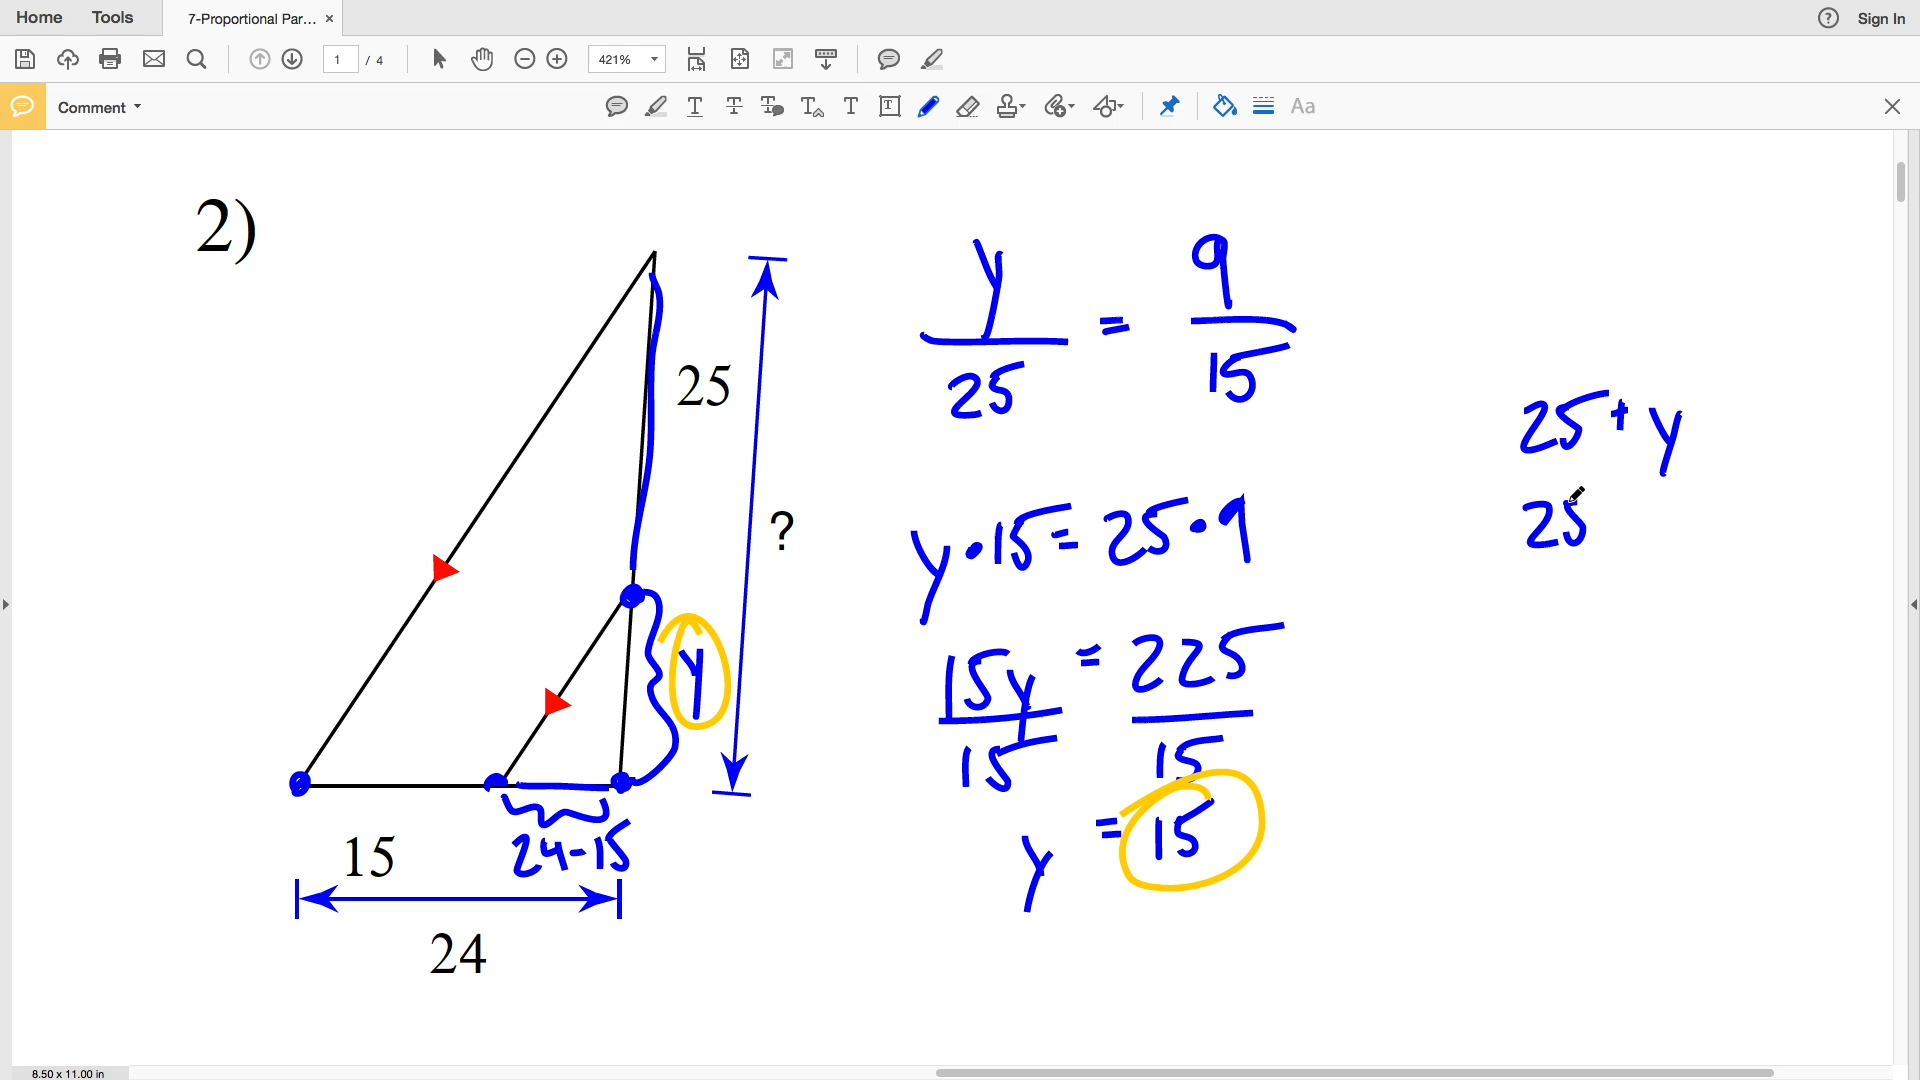 Home Tools 7-Proportional Par... × ? Sign In
1 / 4 421%
Comment T T T T T T Aa
2)
25
?
y
15
24-15
24
y/25 = 9/15
y•15=25•9
15y/15 = 225/15
y = 15
25+y
25
8.50 x 11.00 in